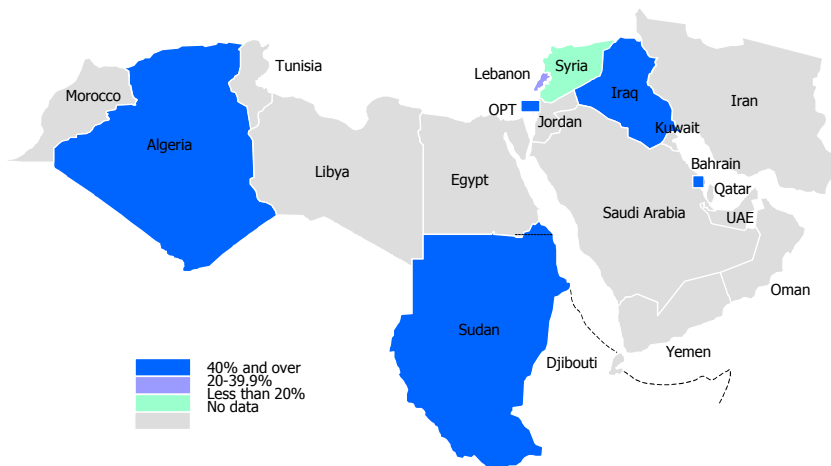 Tunisia
Morocco
Algeria
Libya
Egypt
Lebanon
Syria
OPT
Jordan
Iraq
Iran
Kuwait
Bahrain
Qatar
UAE
Saudi Arabia
Oman
Yemen
Djibouti
Sudan
40% and over
20-39.9%
Less than 20%
No data